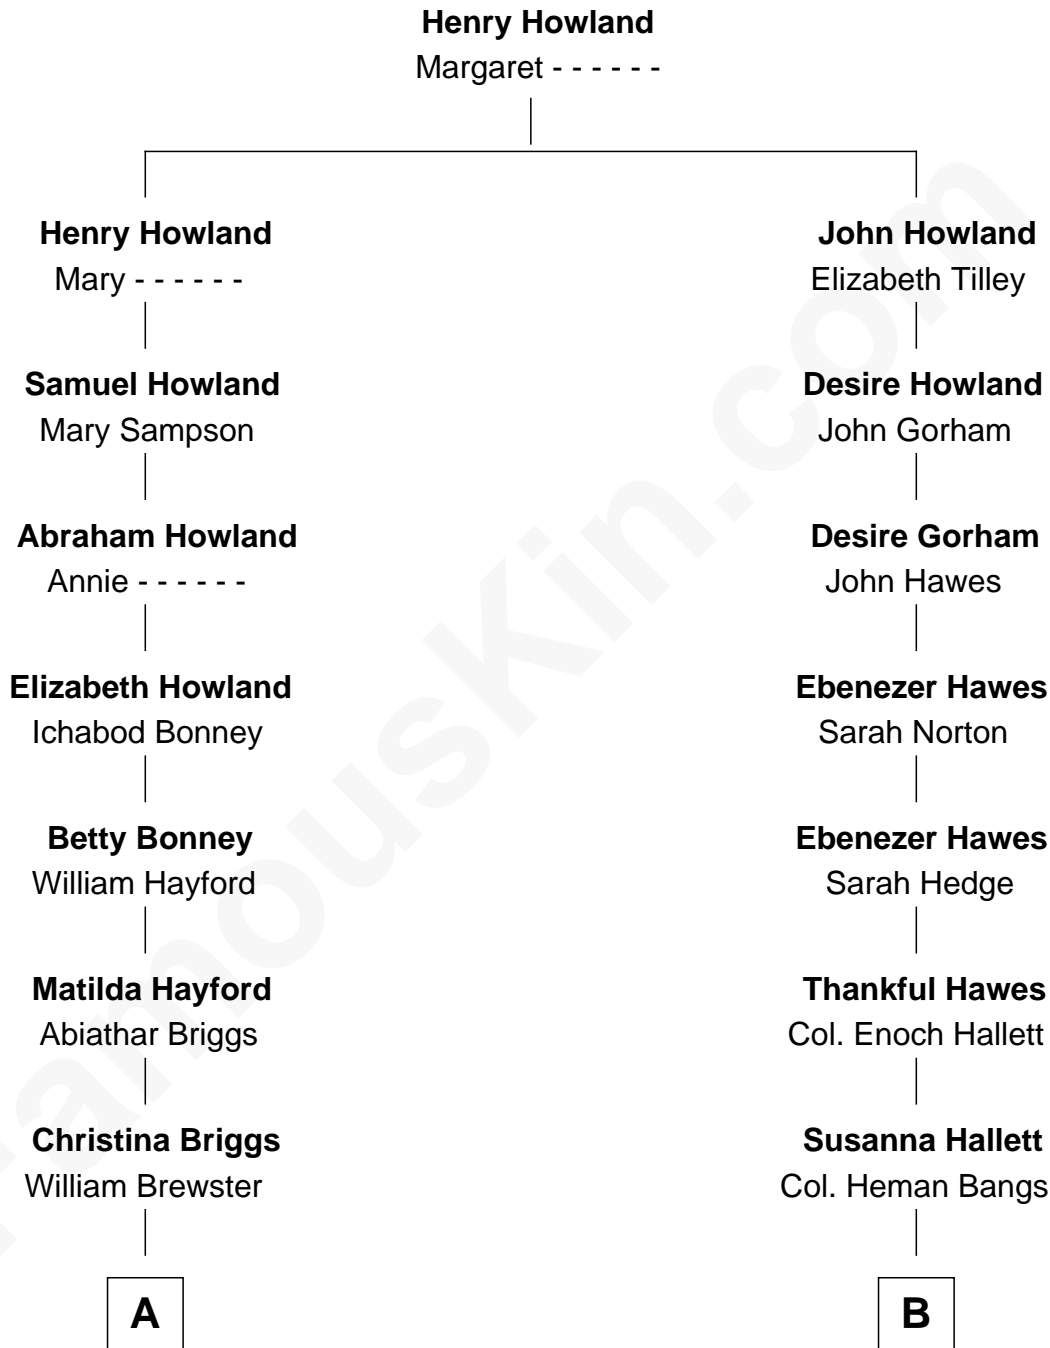 Henry Howland
Margaret - - - - - -
Henry Howland
Mary - - - - - -
Samuel Howland
Mary Sampson
Abraham Howland
Annie - - - - - -
Elizabeth Howland
Ichabod Bonney
Betty Bonney
William Hayford
Matilda Hayford
Abiathar Briggs
Christina Briggs
William Brewster
A
John Howland
Elizabeth Tilley
Desire Howland
John Gorham
Desire Gorham
John Hawes
Ebenezer Hawes
Sarah Norton
Ebenezer Hawes
Sarah Hedge
Thankful Hawes
Col. Enoch Hallett
Susanna Hallett
Col. Heman Bangs
B
FamousKin.com